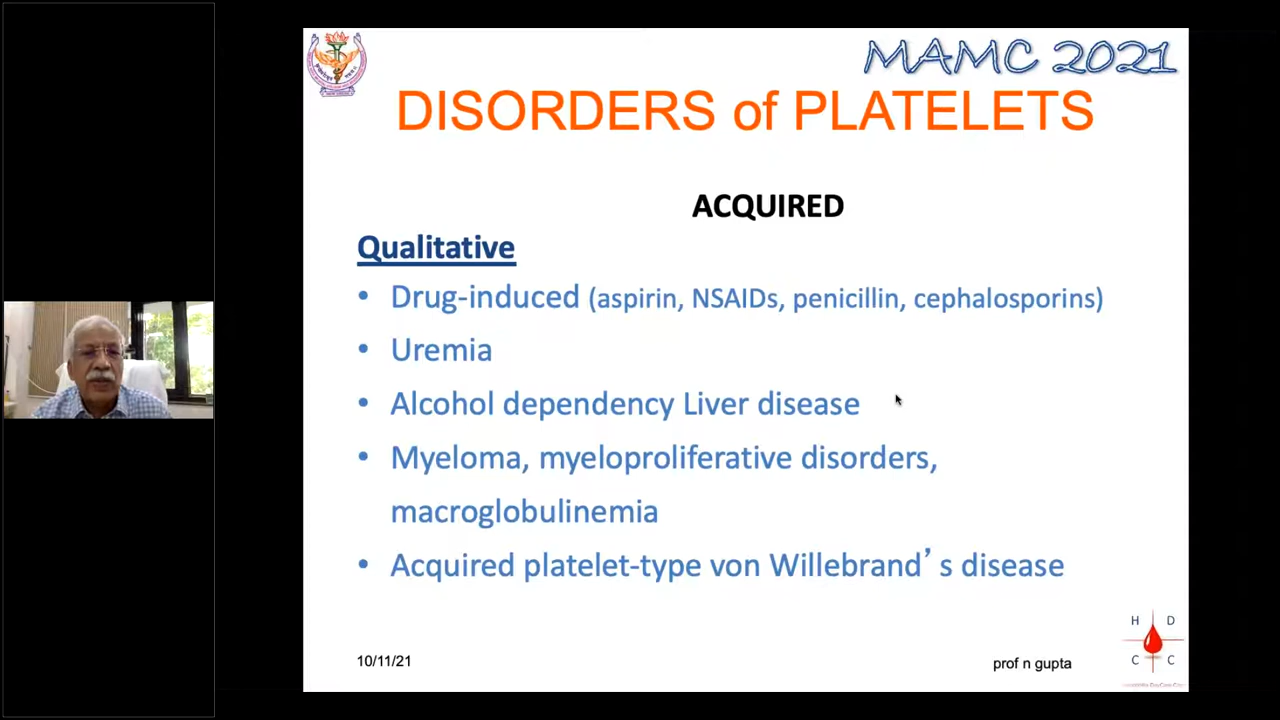 MAMC 2021
DISORDERS of PLATELETS
ACQUIRED
Qualitative
• Drug-induced (aspirin, NSAIDs, penicillin, cephalosporins)
• Uremia
• Alcohol dependency Liver disease
• Myeloma, myeloproliferative disorders,
macroglobulinemia
• Acquired platelet-type von Willebrand’s disease
10/11/21
prof n gupta
H D
C C